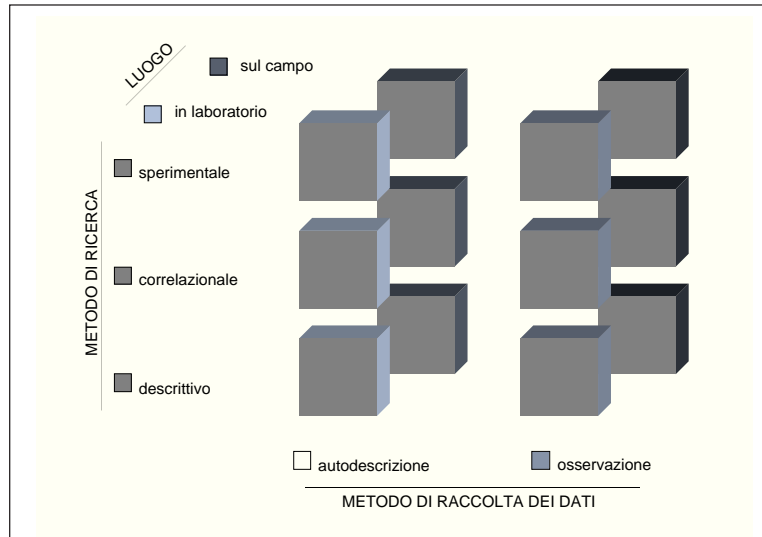 LUOGO
sul campo
in laboratorio
METODO DI RICERCA
sperimentale
correlazionale
descrittivo
autodescrizione
osservazione
METODO DI RACCOLTA DEI DATI